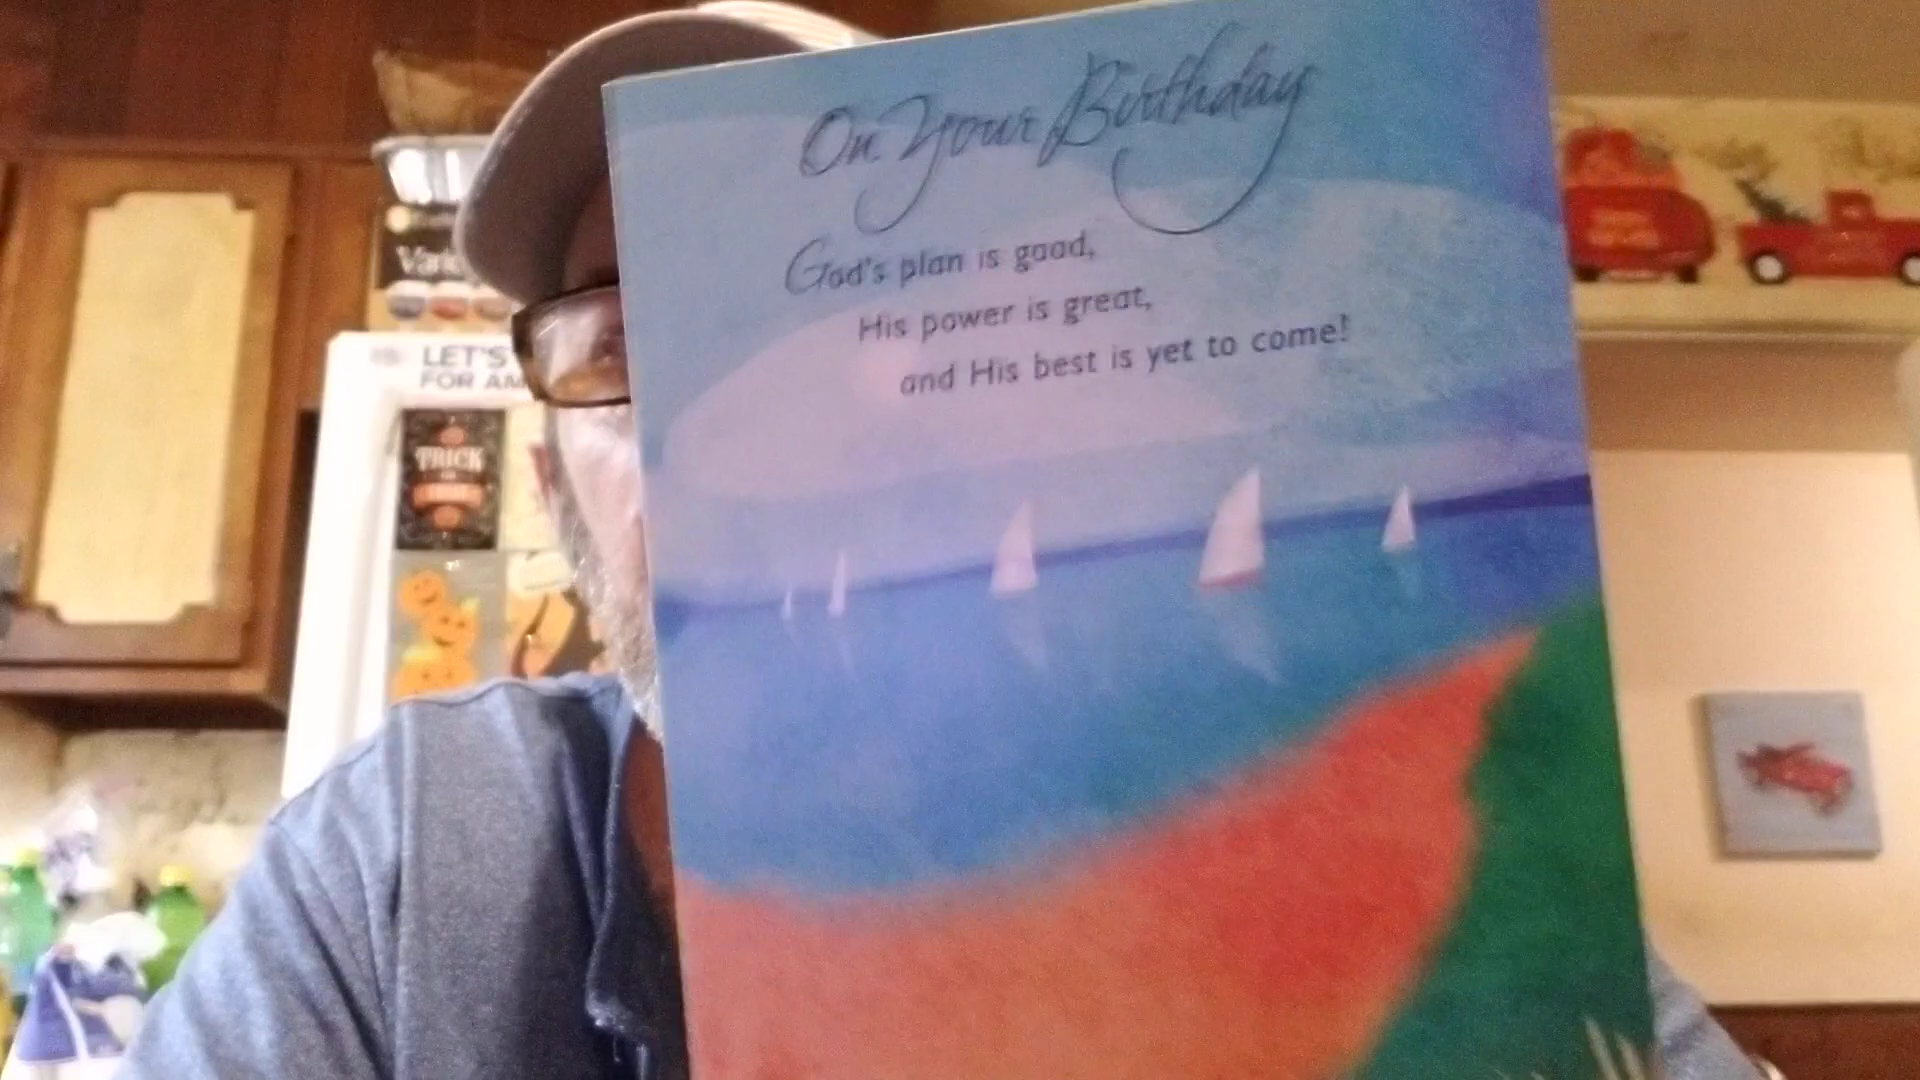 On Your Birthday
God's plan is good,
His power is great,
and His best is yet to come!
LET'S
FOR AM
TRICK